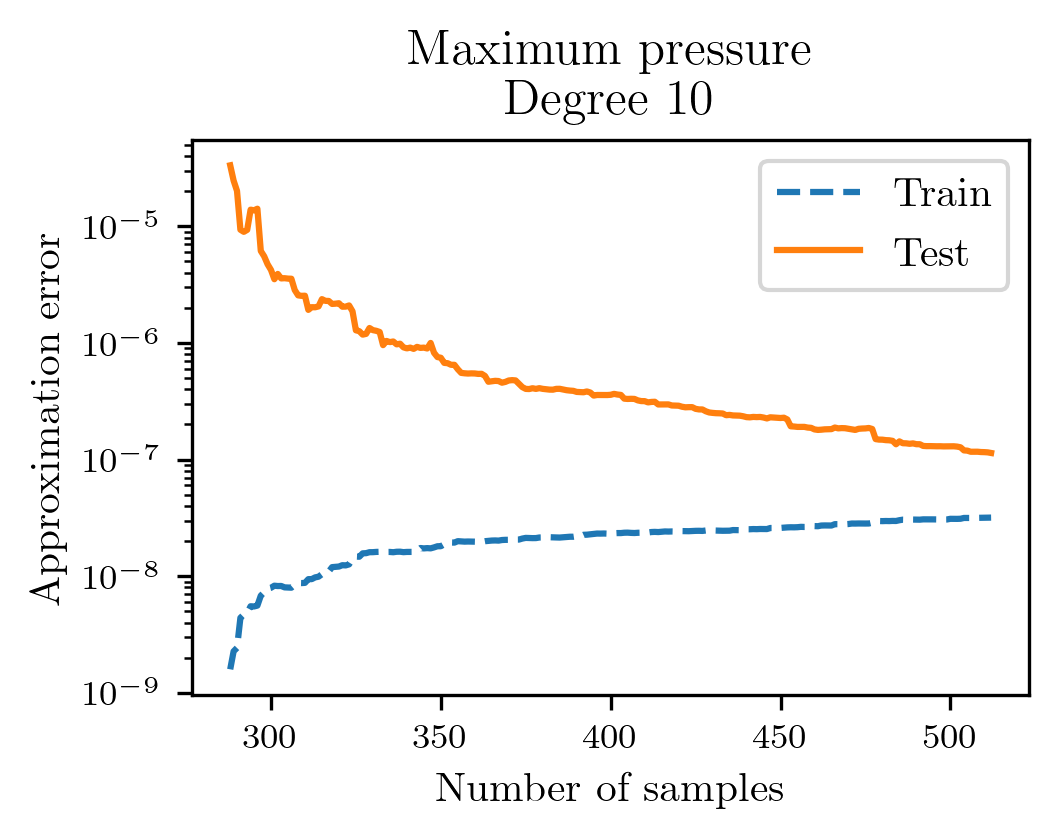 Maximum pressure
Degree 10
Train
Test
Approximation error
10⁻⁵
10⁻⁶
10⁻⁷
10⁻⁸
10⁻⁹
300 350 400 450 500
Number of samples